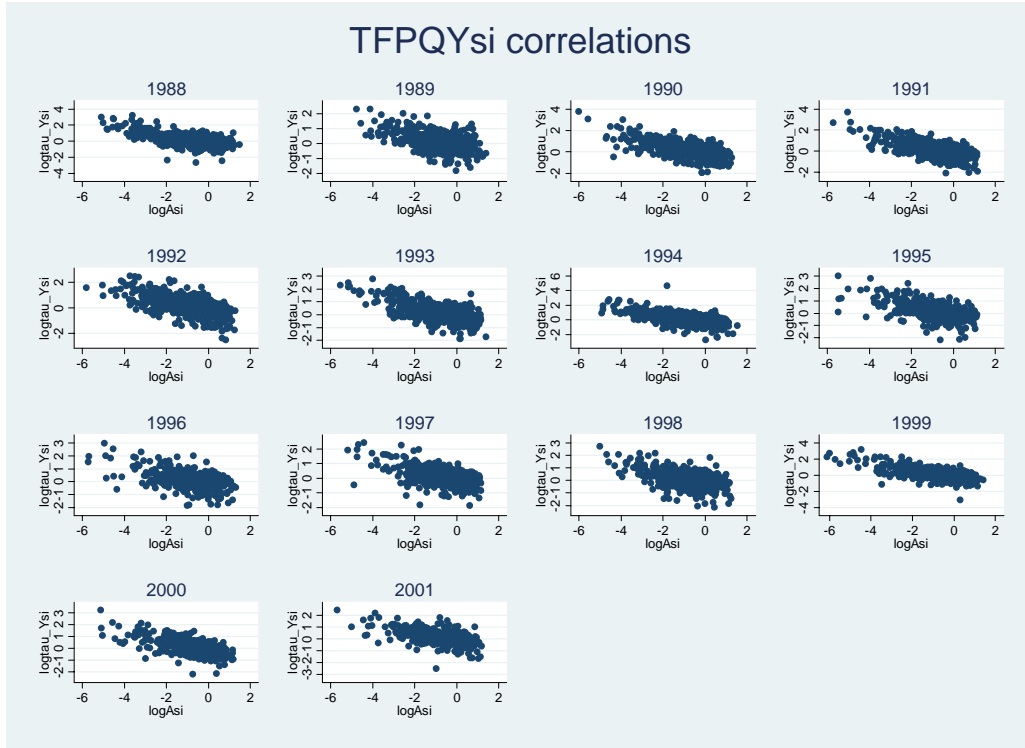 TFPQYsi correlations
1988 1989 1990 1991
logtau_Ysi -4 -2 0 2 4 logtau_Ysi -2 -1 0 1 2 logtau_Ysi -2 0 2 4 logtau_Ysi -2 0 2 4
-6 -4 -2 0 2 -6 -4 -2 0 2 -6 -4 -2 0 2 -6 -4 -2 0 2
logAsi logAsi logAsi logAsi
1992 1993 1994 1995
logtau_Ysi -2 0 2 logtau_Ysi -2 -1 0 1 2 3 logtau_Ysi -2 0 2 4 6 logtau_Ysi -2 -1 0 1 2 3
-6 -4 -2 0 2 -6 -4 -2 0 2 -6 -4 -2 0 2 -6 -4 -2 0 2
logAsi logAsi logAsi logAsi
1996 1997 1998 1999
logtau_Ysi -2 -1 0 1 2 3 logtau_Ysi -2 -1 0 1 2 logtau_Ysi -2 -1 0 1 2 3 logtau_Ysi -4 -2 0 2 4
-6 -4 -2 0 2 -6 -4 -2 0 2 -6 -4 -2 0 2 -6 -4 -2 0 2
logAsi logAsi logAsi logAsi
2000 2001
logtau_Ysi -2 -1 0 1 2 3 logtau_Ysi -3 -2 -1 0 1 2
-6 -4 -2 0 2 -6 -4 -2 0 2
logAsi logAsi